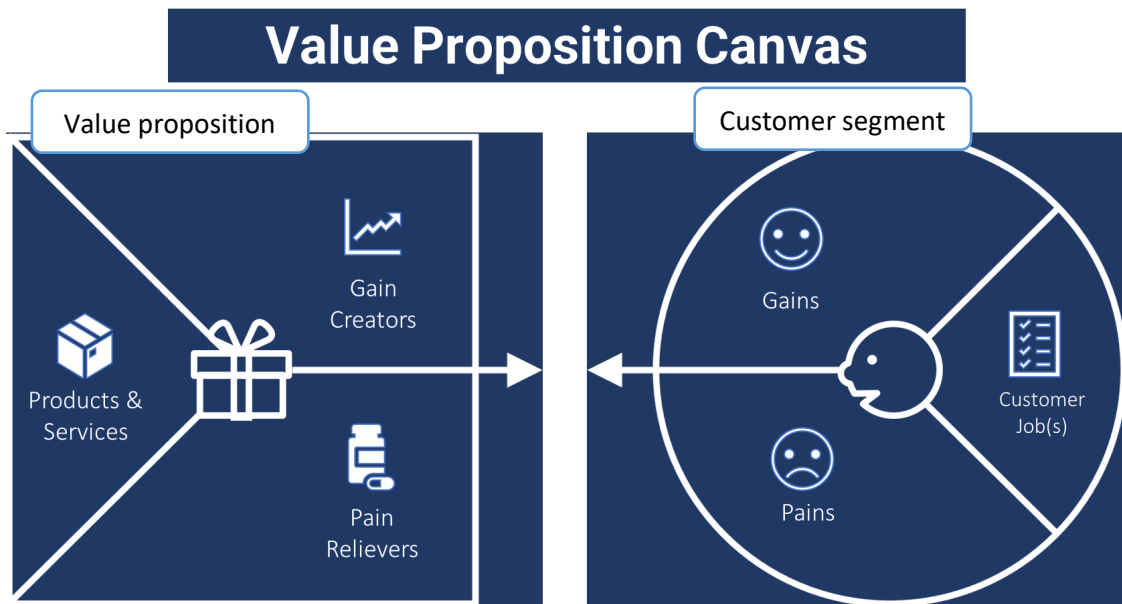 Value Proposition Canvas
Value proposition
Gain
Creators
Products &
Services
Pain
Relievers
Customer segment
Gains
Customer
Job(s)
Pains